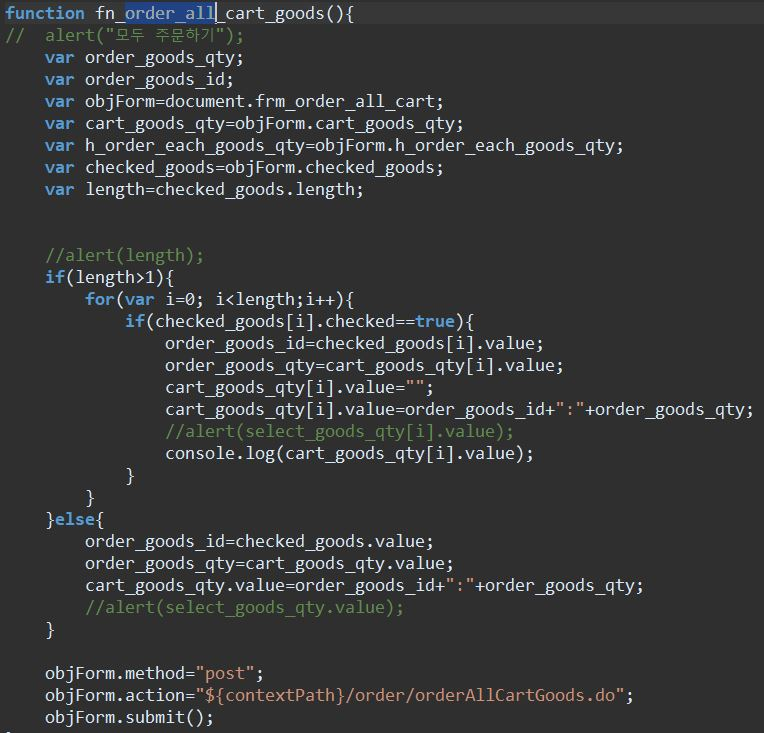 function fn_order_all_cart_goods(){
//  alert("모두 주문하기");
    var order_goods_qty;
    var order_goods_id;
    var objForm=document.frm_order_all_cart;
    var cart_goods_qty=objForm.cart_goods_qty;
    var h_order_each_goods_qty=objForm.h_order_each_goods_qty;
    var checked_goods=objForm.checked_goods;
    var length=checked_goods.length;
    //alert(length);
    if(length>1){
        for(var i=0; i<length;i++){
            if(checked_goods[i].checked==true){
                order_goods_id=checked_goods[i].value;
                order_goods_qty=cart_goods_qty[i].value;
                cart_goods_qty[i].value="";
                cart_goods_qty[i].value=order_goods_id+":"+order_goods_qty;
                //alert(select_goods_qty[i].value);
                console.log(cart_goods_qty[i].value);
            }
        }
    }else{
        order_goods_id=checked_goods.value;
        order_goods_qty=cart_goods_qty.value;
        cart_goods_qty.value=order_goods_id+":"+order_goods_qty;
        //alert(select_goods_qty.value);
    }
    objForm.method="post";
    objForm.action="${contextPath}/order/orderAllCartGoods.do";
    objForm.submit();